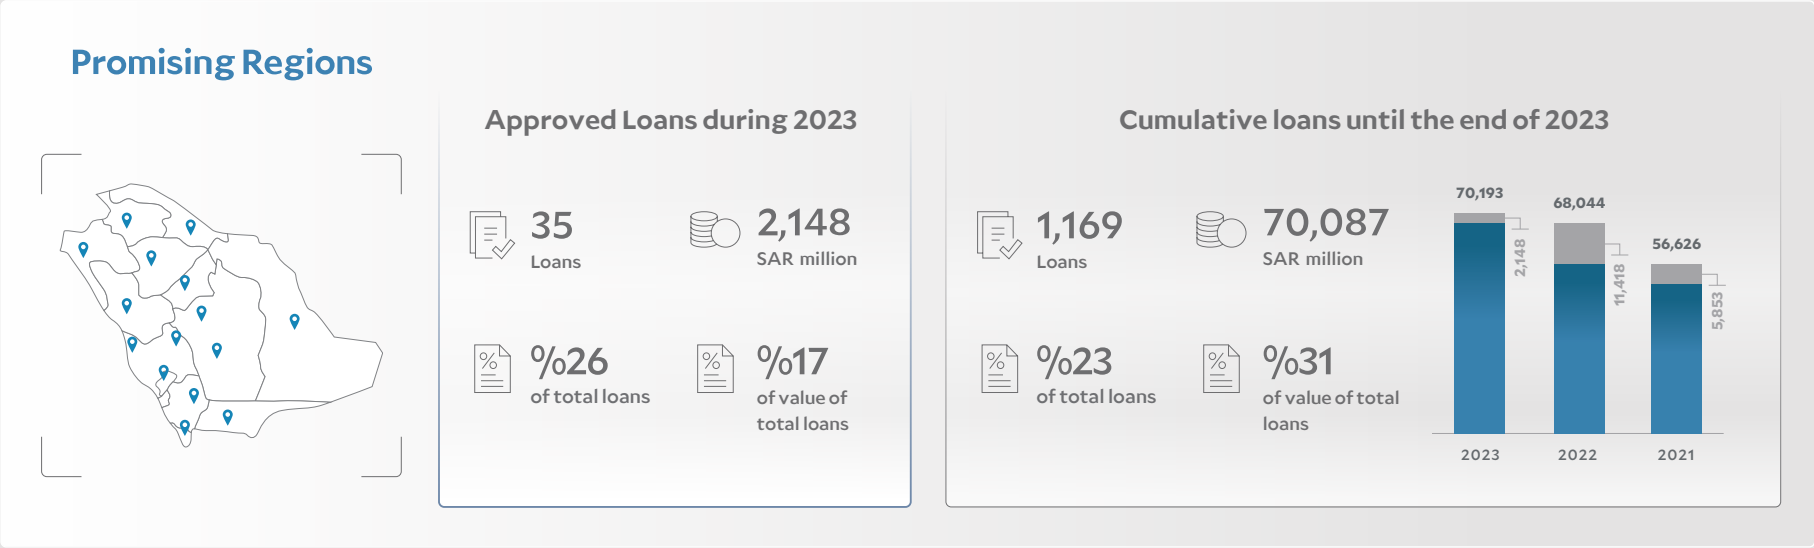 Promising Regions
Approved Loans during 2023
35
Loans
2,148
SAR million
%26
of total loans
%17
of value of
total loans
Cumulative loans until the end of 2023
1,169
Loans
70,087
SAR million
%23
of total loans
%31
of value of total
loans
70,193
2,148
68,044
11,418
56,626
5,853
2023
2022
2021